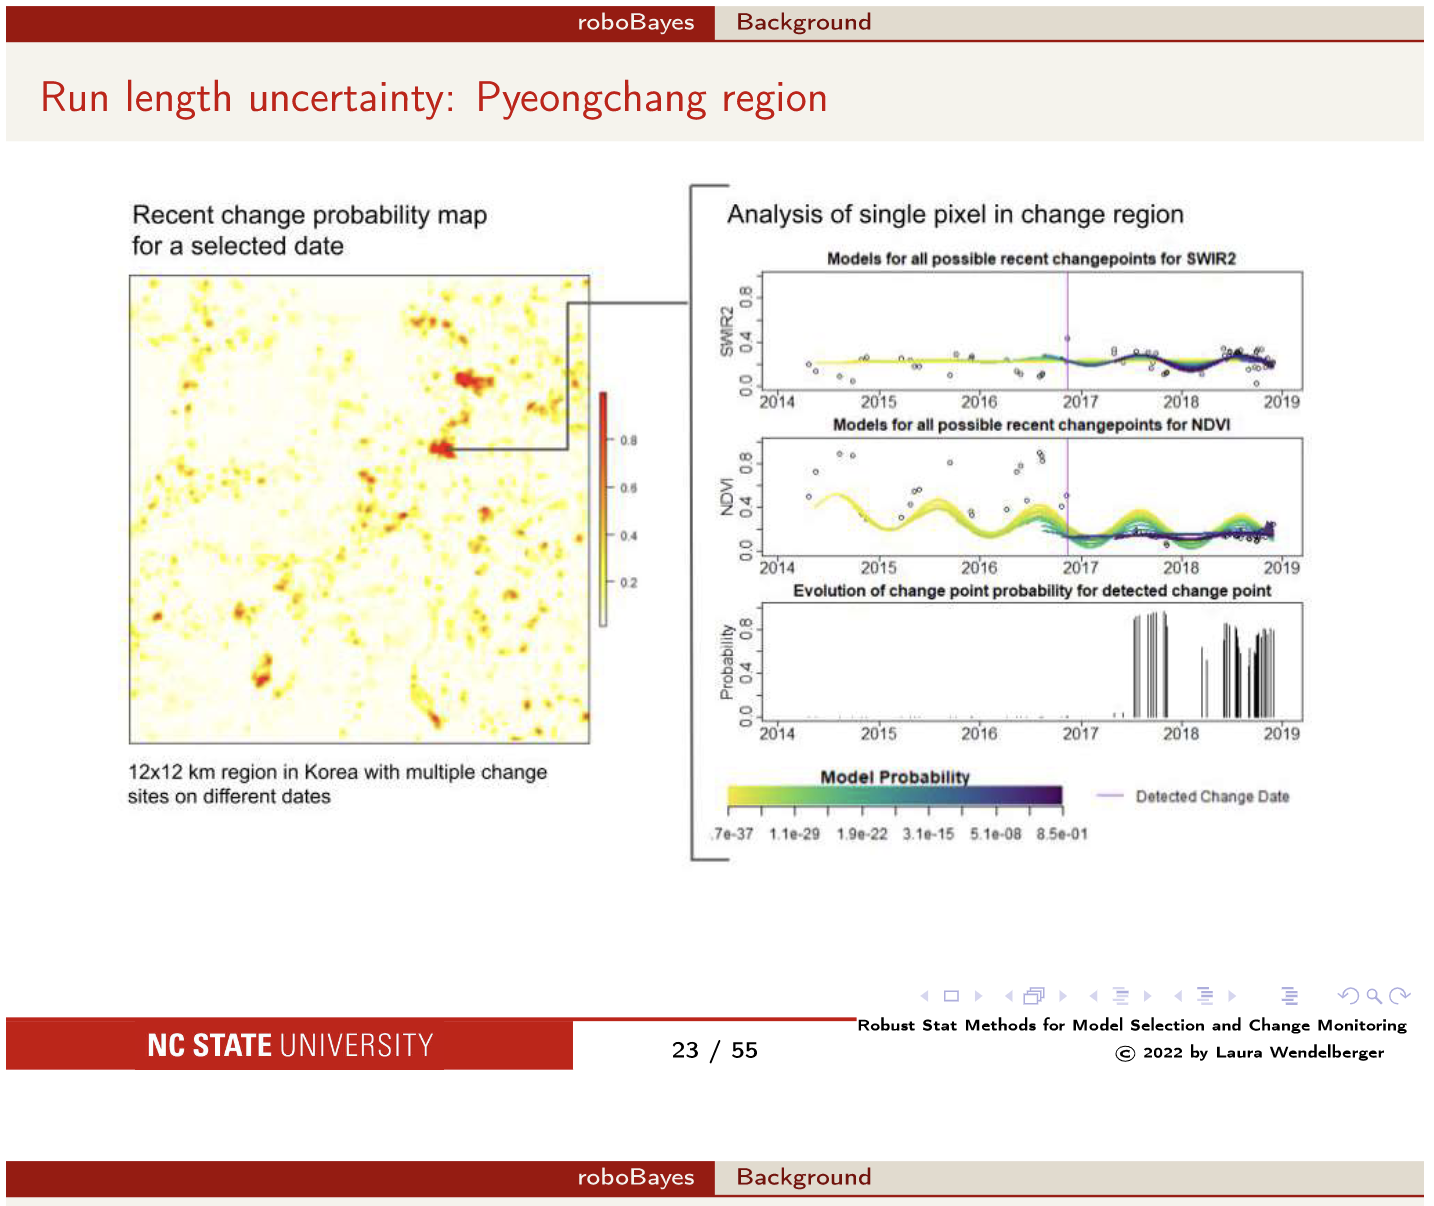 roboBayes Background
Run length uncertainty: Pyeongchang region
Recent change probability map
for a selected date
0.8
0.6
0.4
0.2
12x12 km region in Korea with multiple change
sites on different dates
Analysis of single pixel in change region
Models for all possible recent changepoints for SWIR2
SWIR2
0.0 0.4 0.8
2014 2015 2016 2017 2018 2019
Models for all possible recent changepoints for NDVI
NDVI
0.0 0.4 0.8
2014 2015 2016 2017 2018 2019
Evolution of change point probability for detected change point
Probability
0.0 0.4 0.8
2014 2015 2016 2017 2018 2019
Model Probability
.7e-37 1.1e-29 1.9e-22 3.1e-15 5.1e-08 8.5e-01
Detected Change Date
NC STATE UNIVERSITY
23 / 55
Robust Stat Methods for Model Selection and Change Monitoring
© 2022 by Laura Wendelberger
roboBayes Background